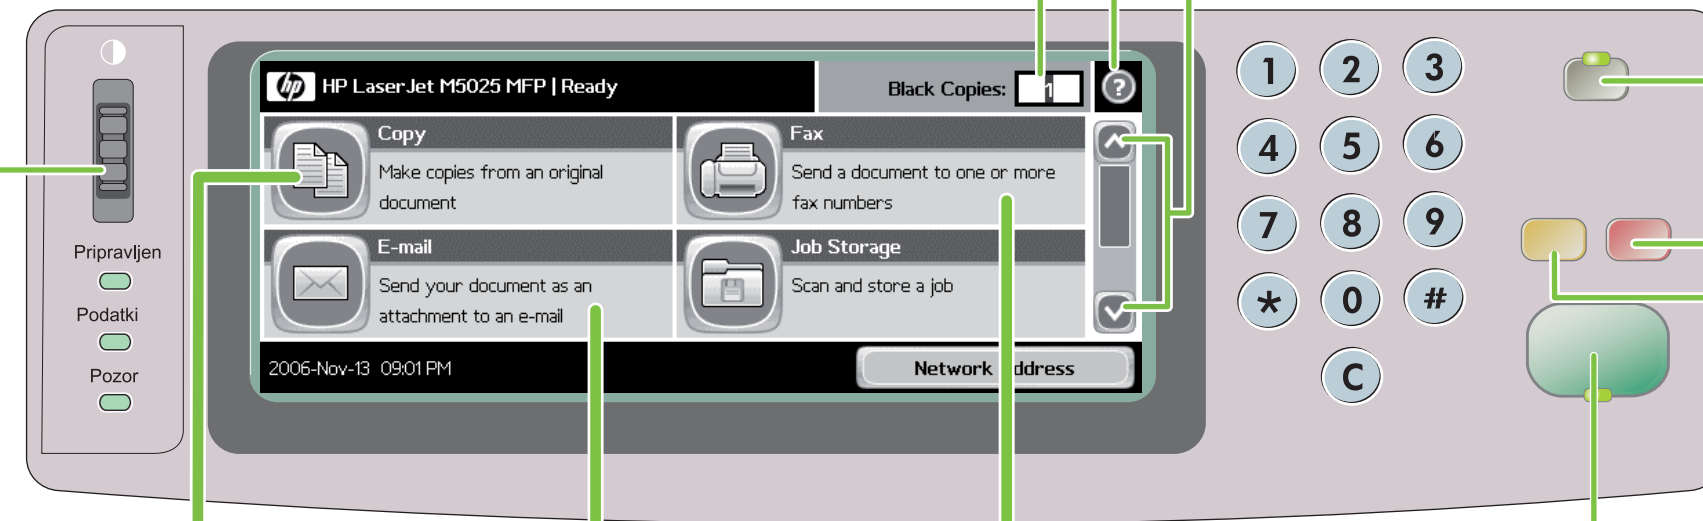 hp HP LaserJet M5025 MFP | Ready
Black Copies: 1 ?
Copy
Make copies from an original
document
Fax
Send a document to one or more
fax numbers
E-mail
Send your document as an
attachment to an e-mail
Job Storage
Scan and store a job
2006-Nov-13 09:01 PM
Network
Pripravljen
Podatki
Pozor
1 2 3
4 5 6
7 8 9
* 0 #
C